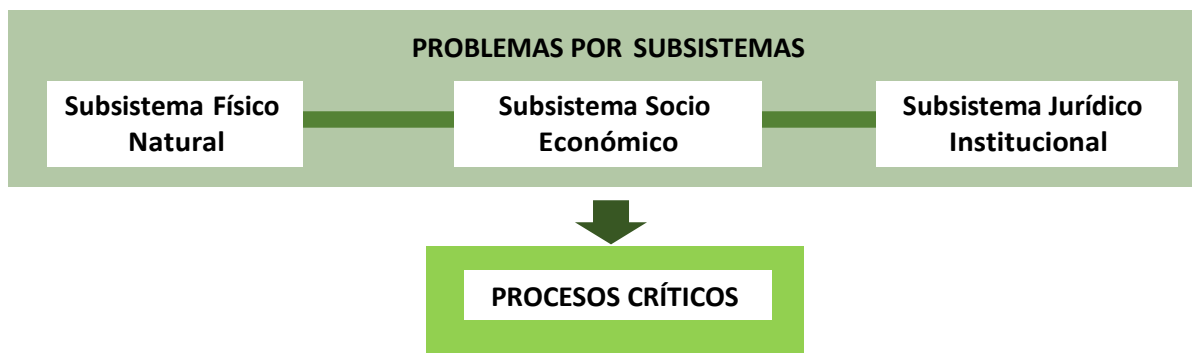 PROBLEMAS POR SUBSISTEMAS
Subsistema Físico
Natural
Subsistema Socio
Económico
Subsistema Jurídico
Institucional
PROCESOS CRÍTICOS